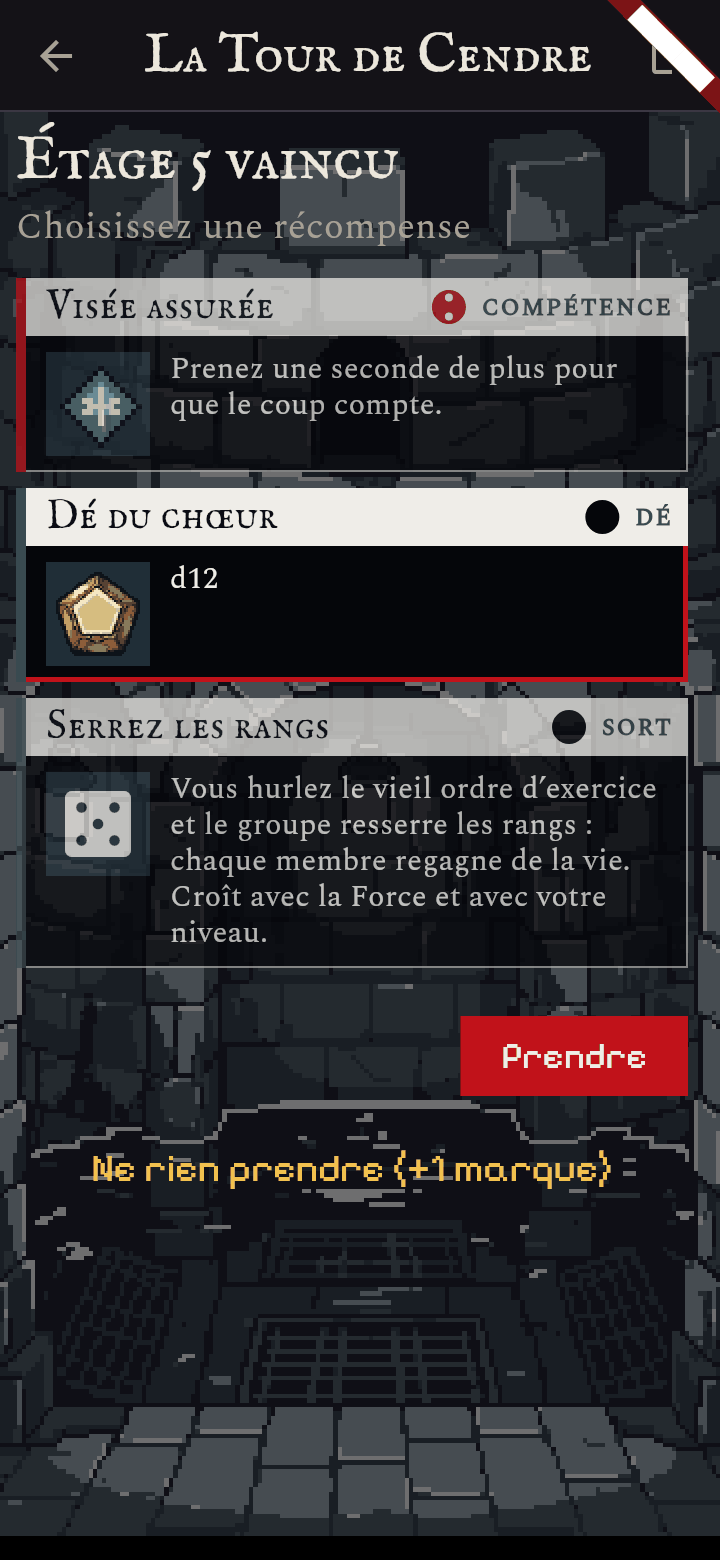 La Tour de Cendre
Étage 5 vaincu
Choisissez une récompense
Visée assurée
COMPÉTENCE
Prenez une seconde de plus pour
que le coup compte.
Dé du chœur
DÉ
d12
Serrez les rangs
SORT
Vous hurlez le vieil ordre d'exercice
et le groupe resserre les rangs :
chaque membre regagne de la vie.
Croît avec la Force et avec votre
niveau.
Prendre
Ne rien prendre (+1 marque)